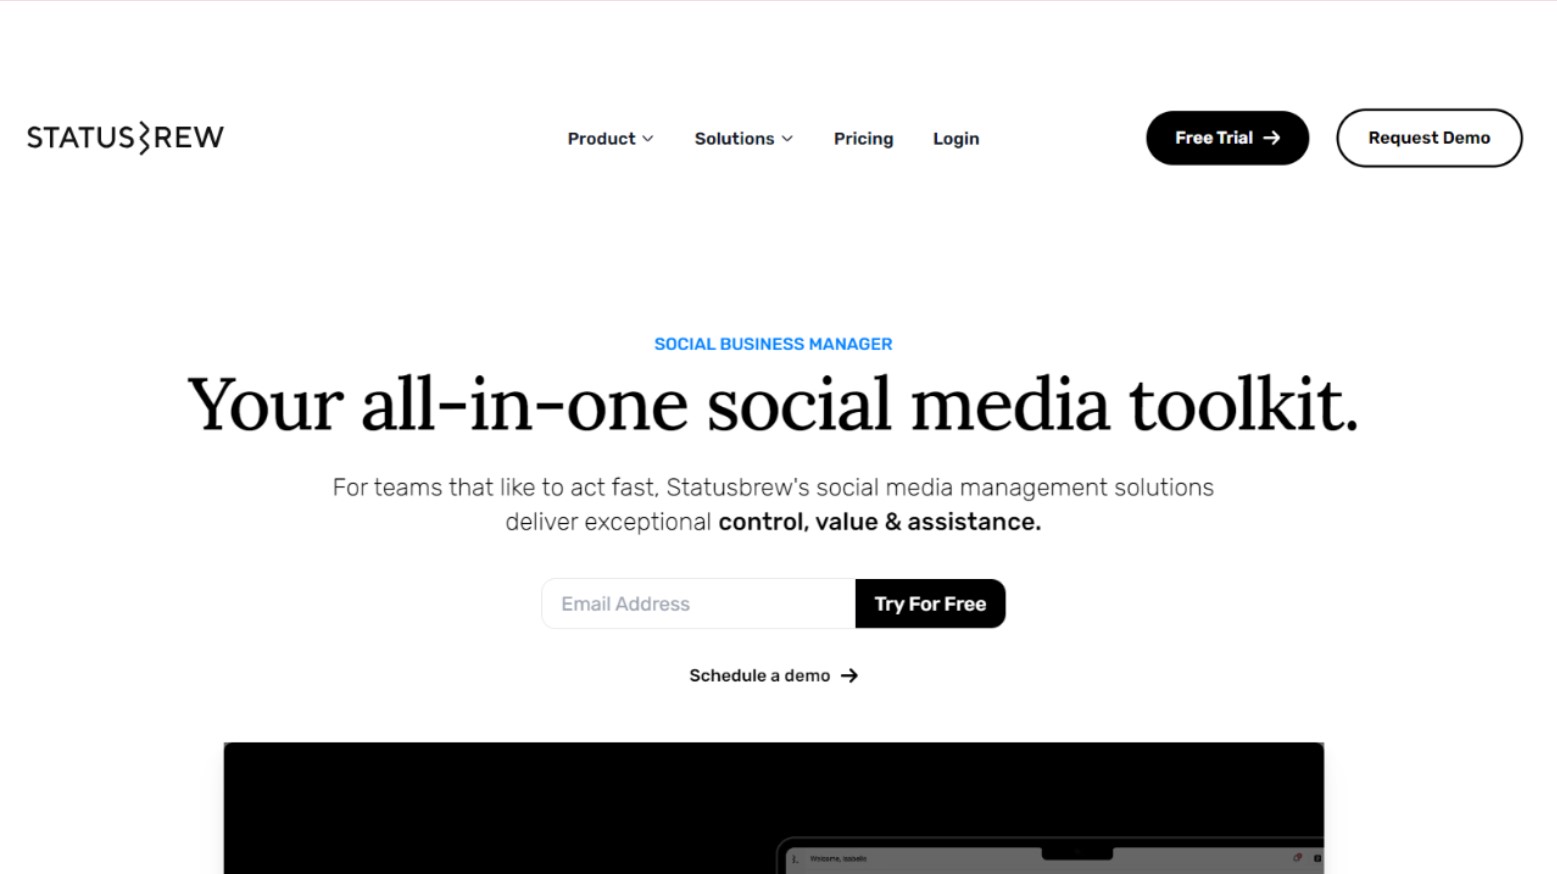 STATUSBREW
Product
Solutions
Pricing
Login
Free Trial
Request Demo
SOCIAL BUSINESS MANAGER
Your all-in-one social media toolkit.
For teams that like to act fast, Statusbrew's social media management solutions
deliver exceptional control, value & assistance.
Email Address
Try For Free
Schedule a demo
Welcome, Isabella